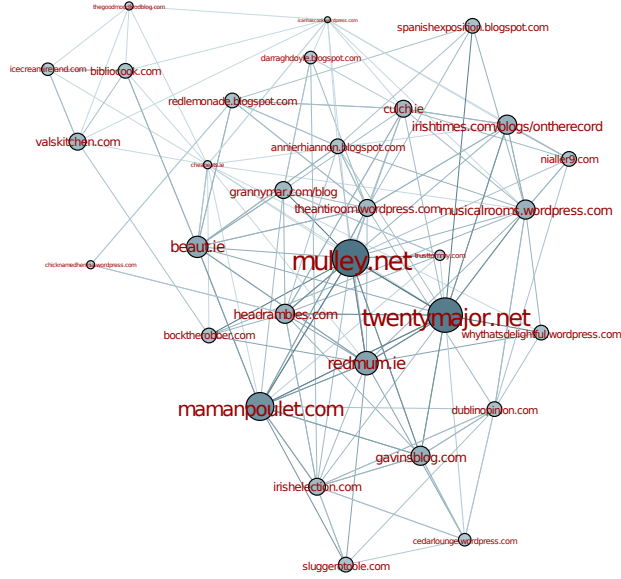 spanishexposition.blogspot.com
darraghdoyle.blogspot.com
icecreamireland.com
bibliocook.com
redlemonade.blogspot.com
culch.ie
irishtimes.com/blogs/ontherecord
valskitchen.com
annierhiannon.blogspot.com
nialler9.com
cheapeats.ie
grannymar.com/blog
theantiroom.wordpress.com
musicalrooms.wordpress.com
beaut.ie
mulley.net
headrambles.com
twentymajor.net
bocktherobber.com
whythatsdelightful.wordpress.com
redmum.ie
mamanpoulet.com
dublinopinion.com
gavinsblog.com
irishelection.com
cedarlounge.wordpress.com
sluggerotoole.com